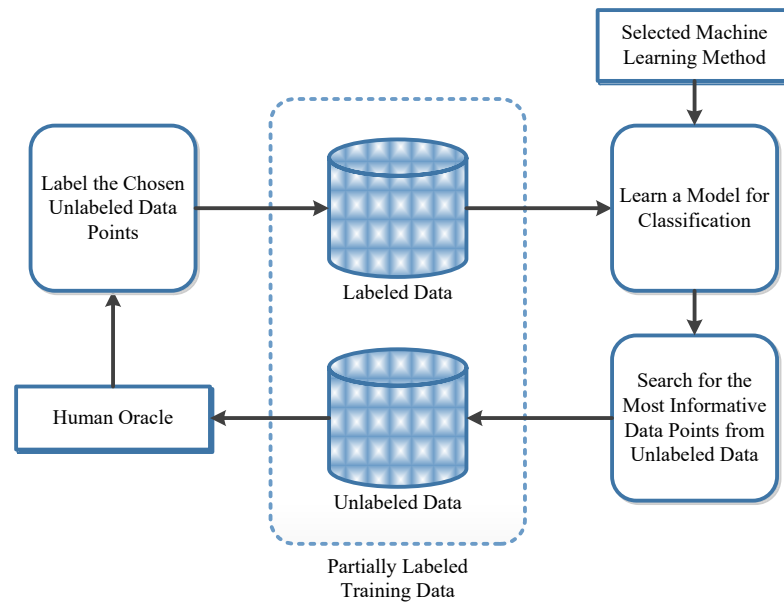 Selected Machine
Learning Method
Label the Chosen
Unlabeled Data
Points
Labeled Data
Learn a Model for
Classification
Human Oracle
Unlabeled Data
Search for the
Most Informative
Data Points from
Unlabeled Data
Partially Labeled
Training Data